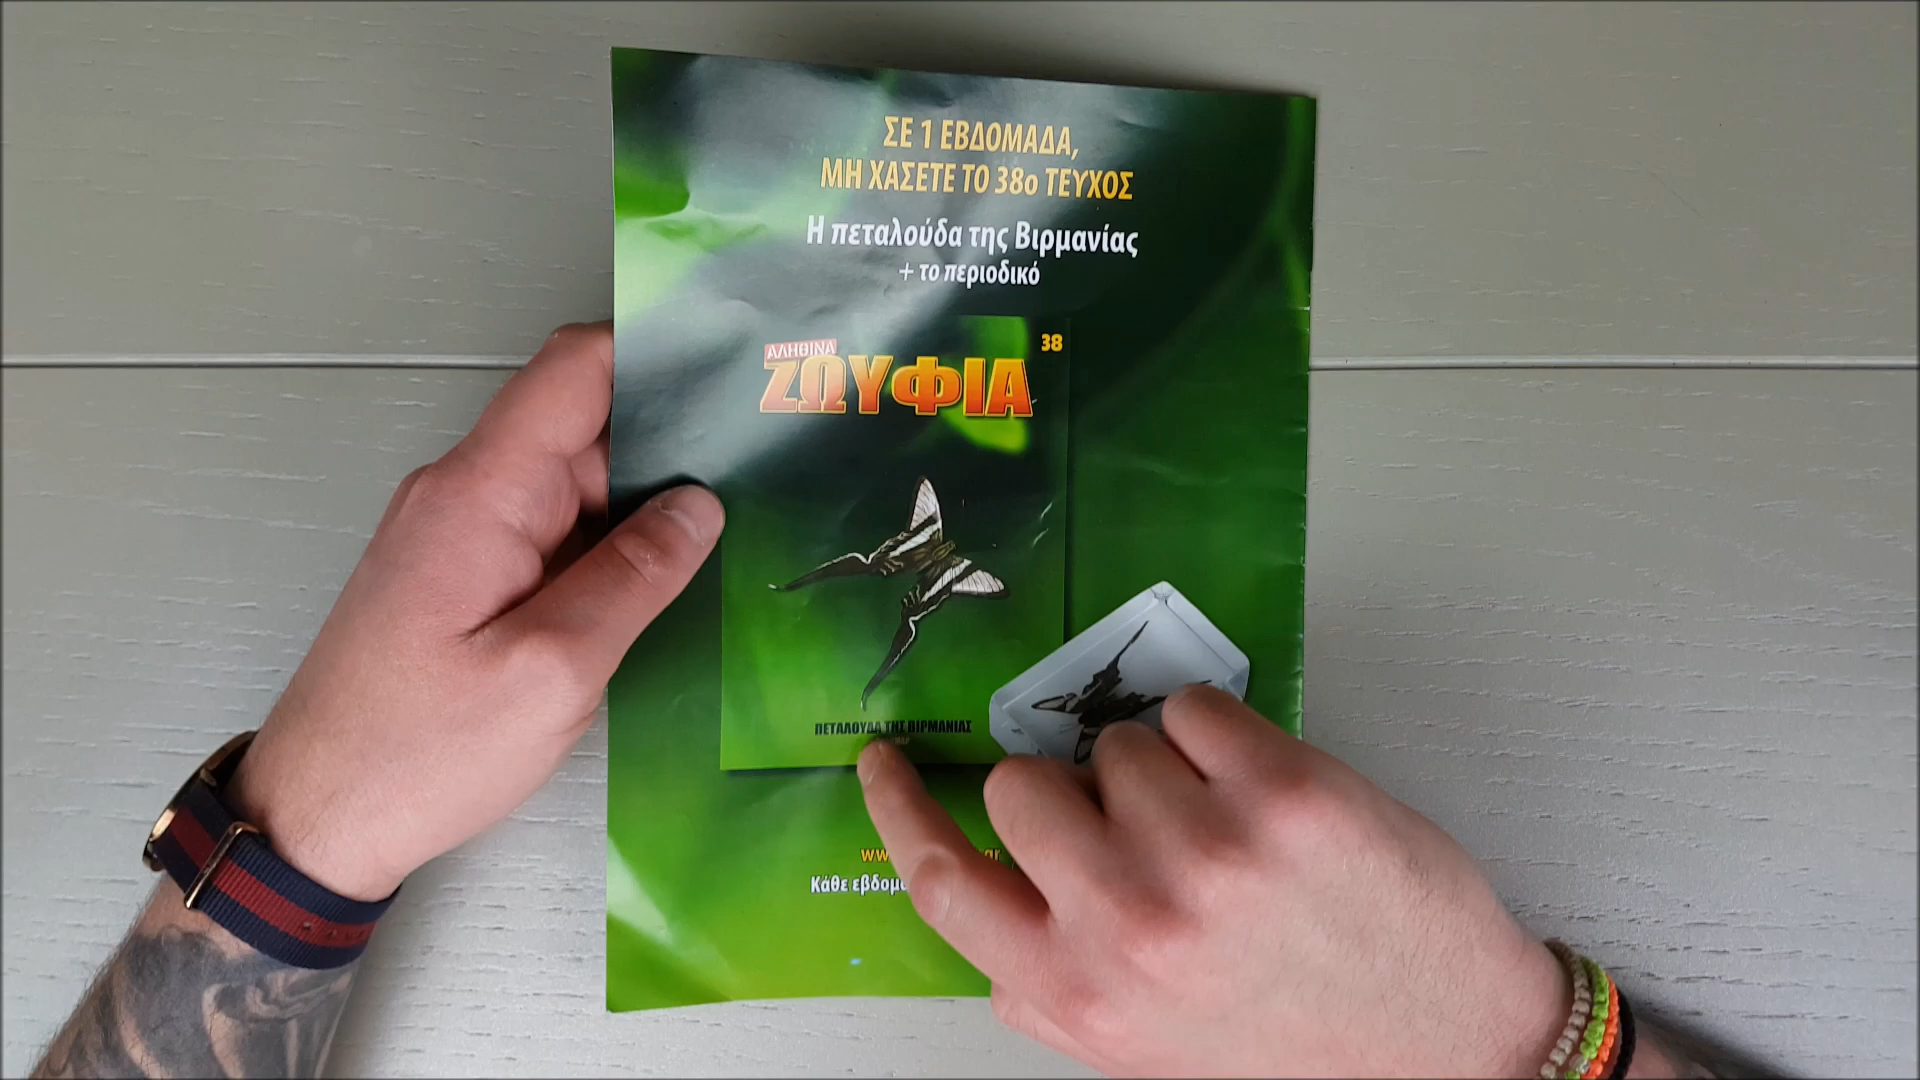 ΣΕ 1 ΕΒΔΟΜΑΔΑ,
ΜΗ ΧΑΣΕΤΕ ΤΟ 38ο ΤΕΥΧΟΣ
Η πεταλούδα της Βιρμανίας
+ το περιοδικό
38
ΑΛΗΘΙΝΑ
ΖΩΥΦΙΑ
ΠΕΤΑΛΟΥΔΑ ΤΗΣ ΒΙΡΜΑΝΙΑΣ
Κάθε